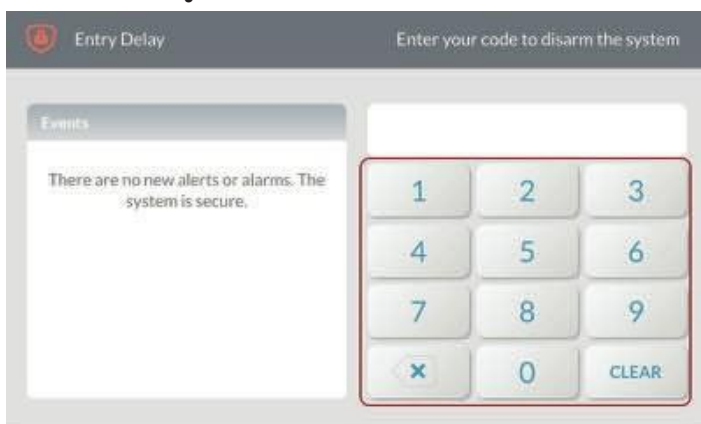 Entry Delay
Enter your code to disarm the system
Events
There are no new alerts or alarms. The
system is secure.
1 2 3
4 5 6
7 8 9
0 CLEAR